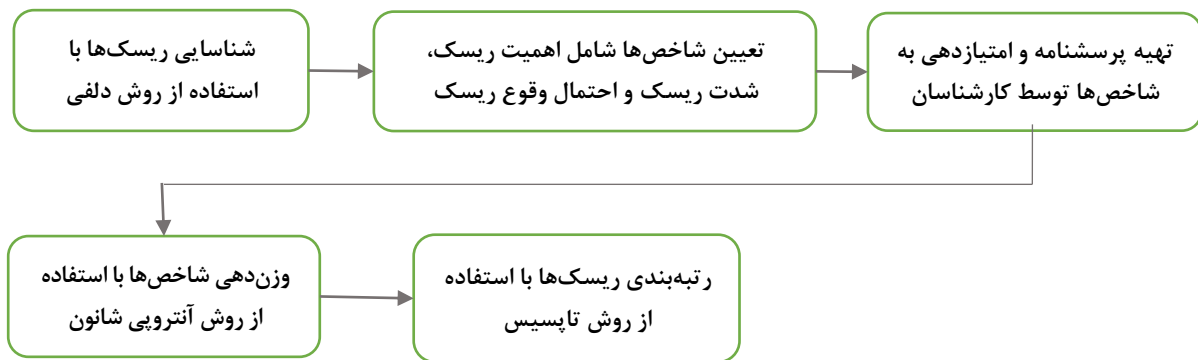 شناسایی ریسک‌ها با
استفاده از روش دلفی
تعیین شاخص‌ها شامل اهمیت ریسک،
شدت ریسک و احتمال وقوع ریسک
تهیه پرسشنامه و امتیازدهی به
شاخص‌ها توسط کارشناسان
وزن‌دهی شاخص‌ها با استفاده
از روش آنتروپی شانون
رتبه‌بندی ریسک‌ها با استفاده
از روش تاپسیس